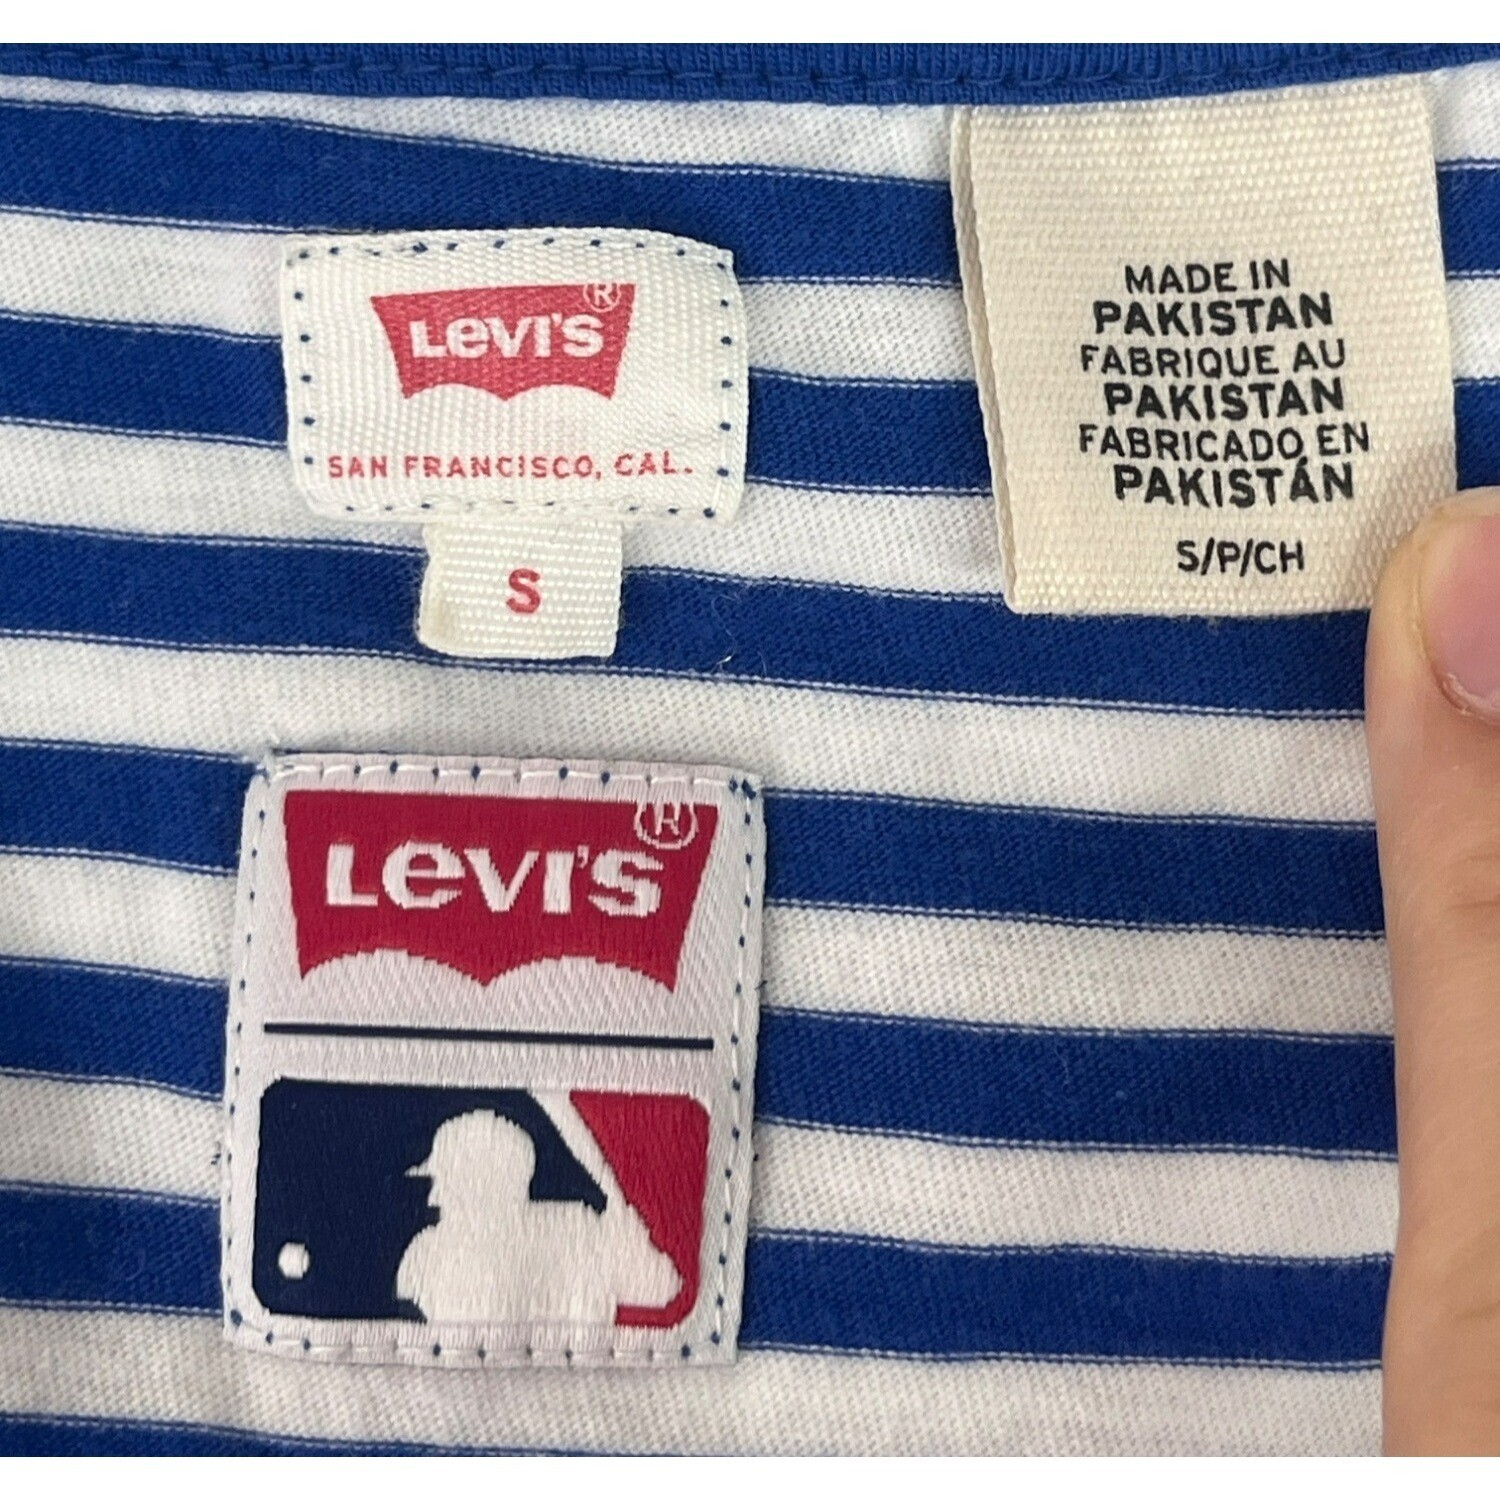 LEVI'S®
SAN FRANCISCO, CAL.
S
MADE IN
PAKISTAN
FABRIQUE AU
PAKISTAN
FABRICADO EN
PAKISTÁN
S/P/CH
LEVI'S®